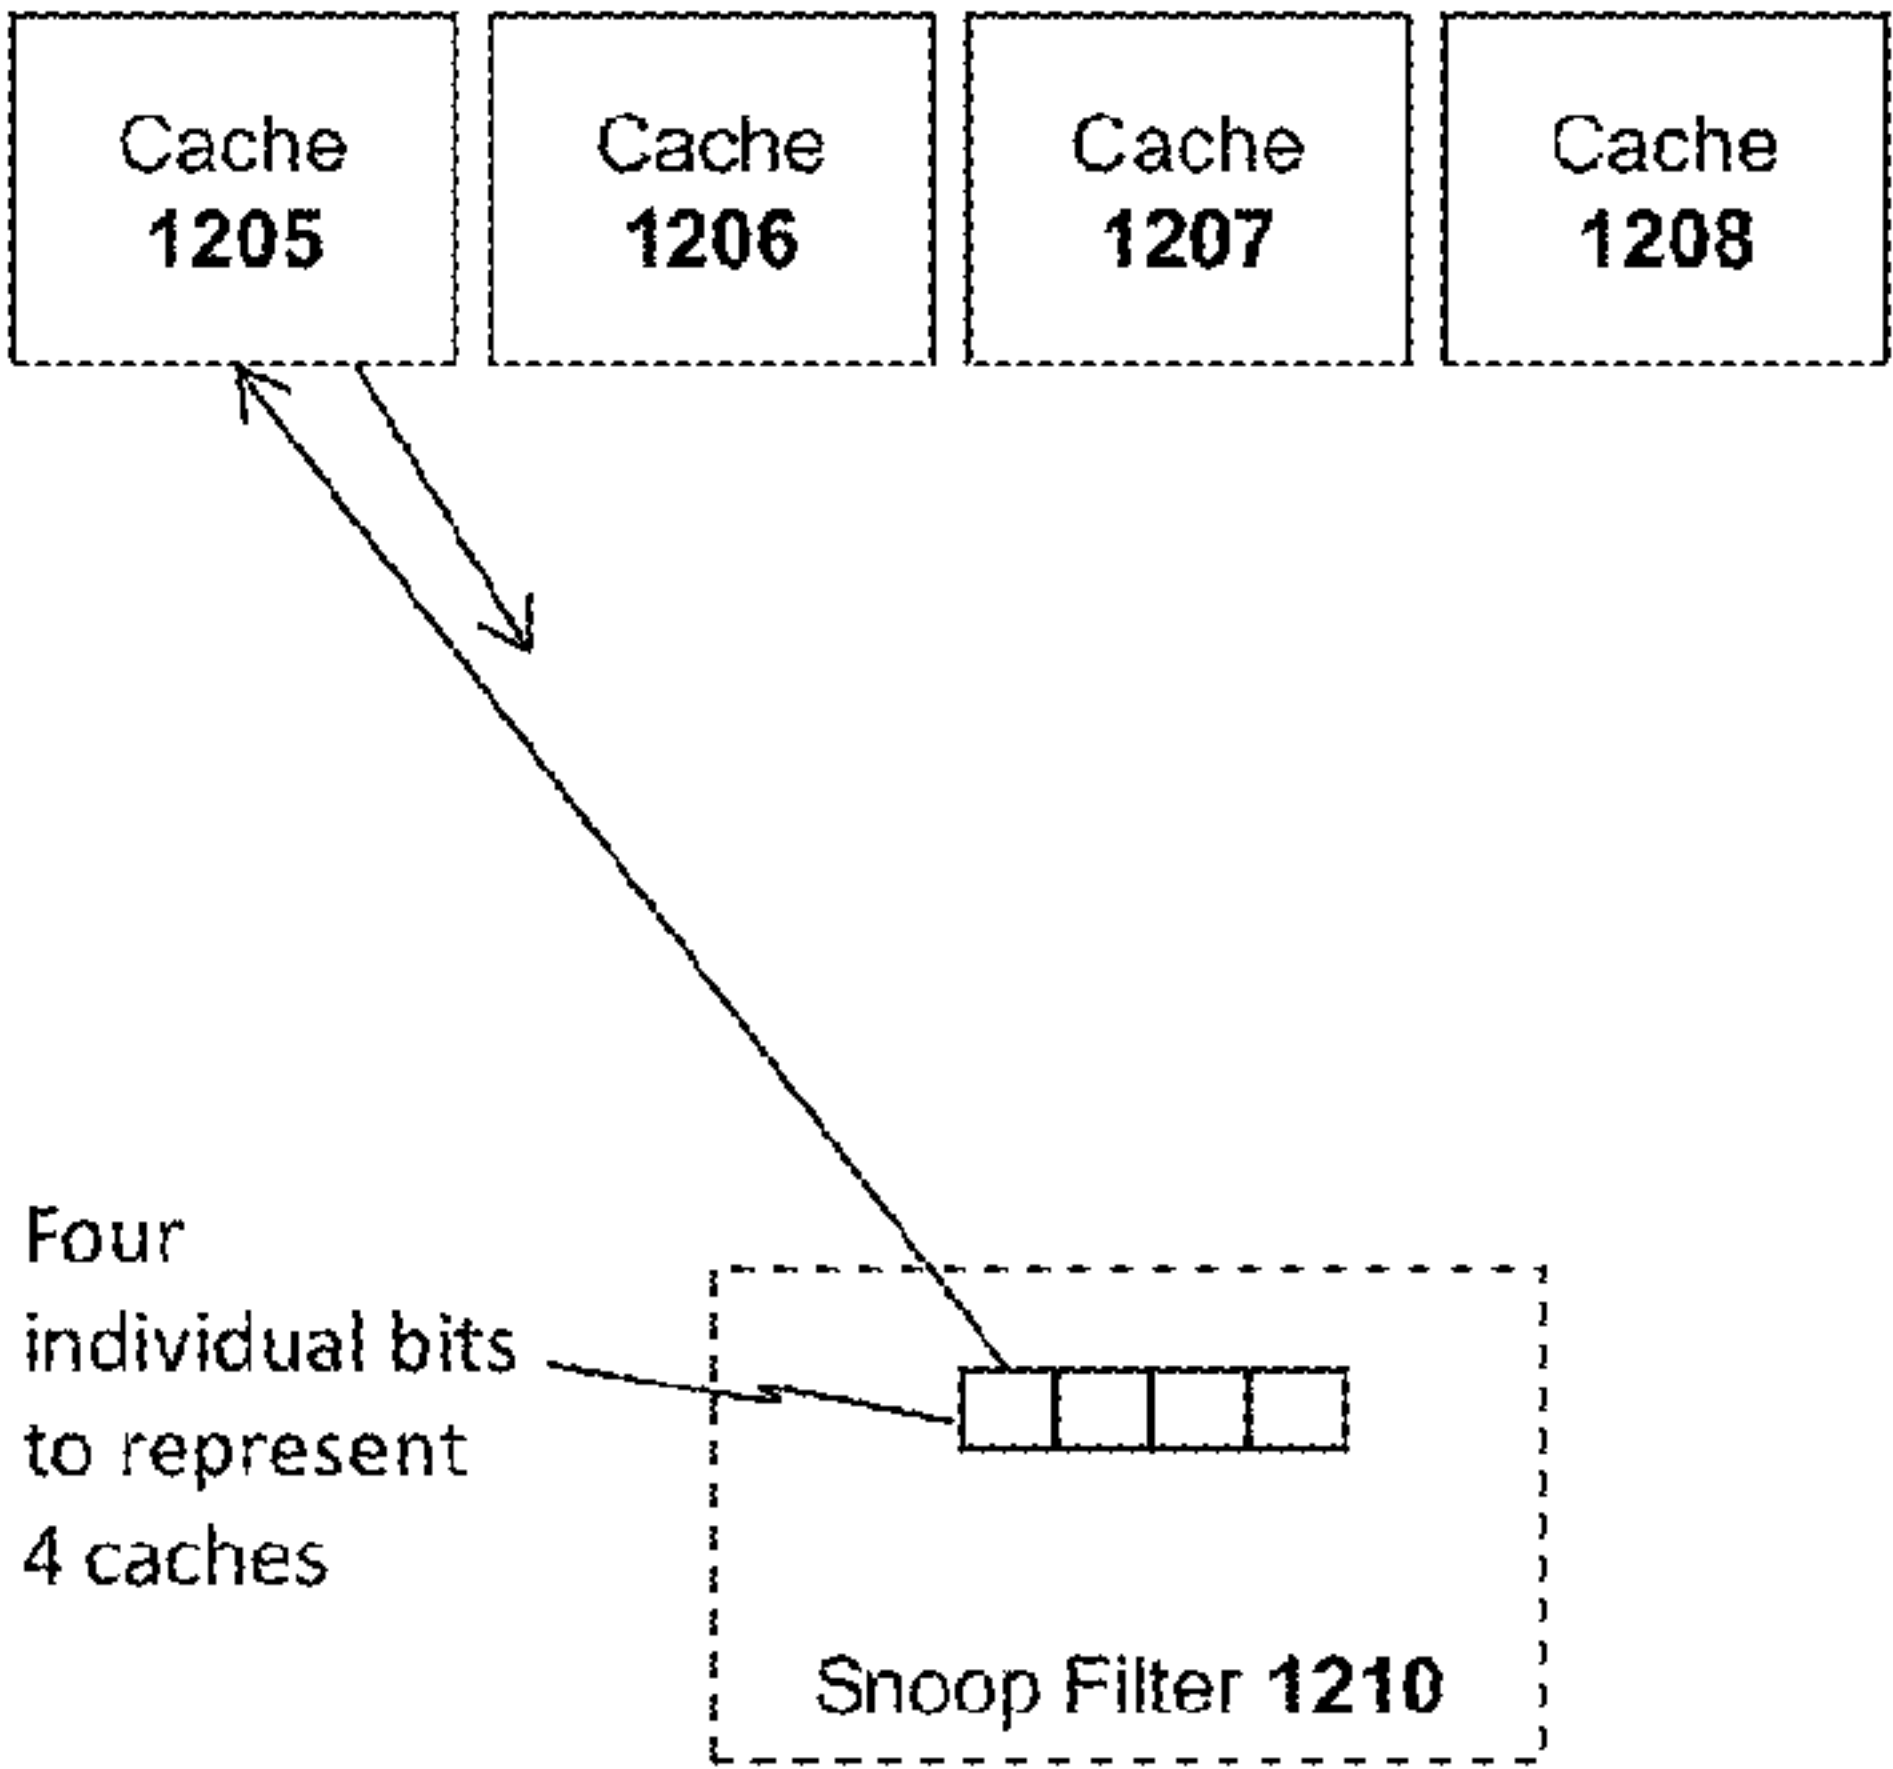 Cache
1205
Cache
1206
Cache
1207
Cache
1208
Four
individual bits
to represent
4 caches
Snoop Filter 1210